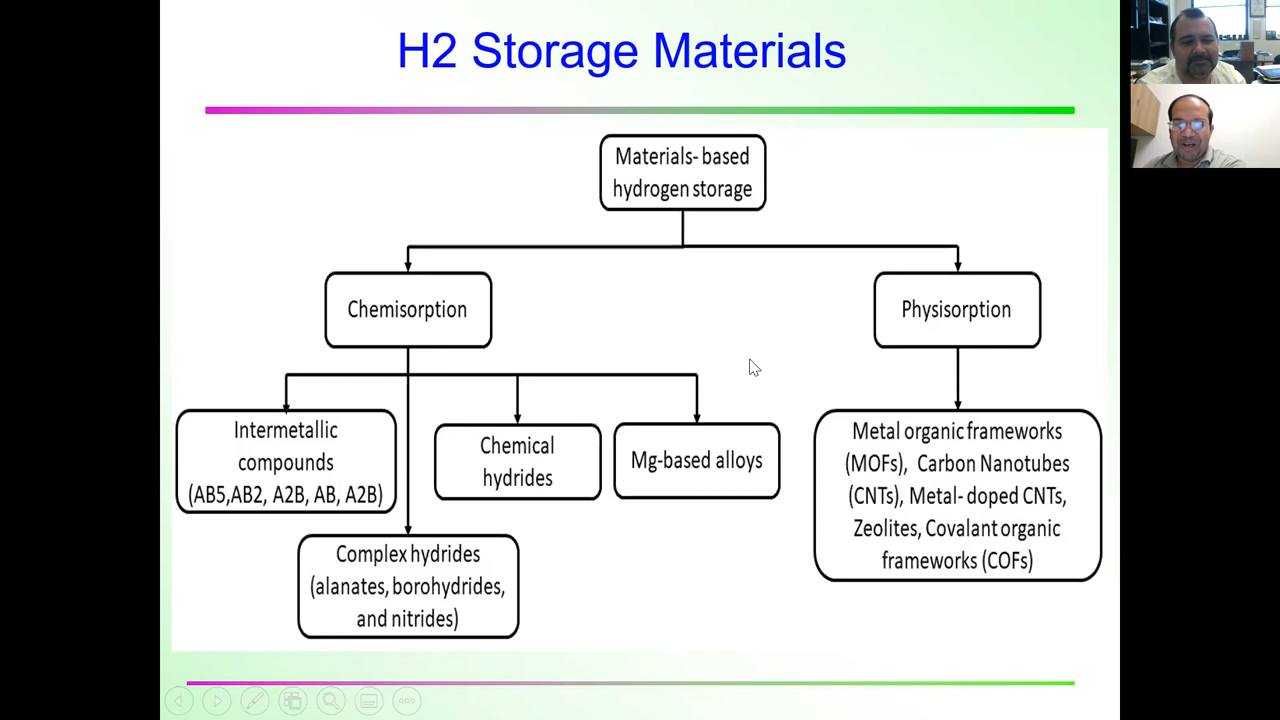 H2 Storage Materials
Materials- based
hydrogen storage
Chemisorption
Physisorption
Intermetallic
compounds
(AB5,AB2, A2B, AB, A2B)
Chemical
hydrides
Mg-based alloys
Metal organic frameworks
(MOFs), Carbon Nanotubes
(CNTs), Metal- doped CNTs,
Zeolites, Covalant organic
frameworks (COFs)
Complex hydrides
(alanates, borohydrides,
and nitrides)